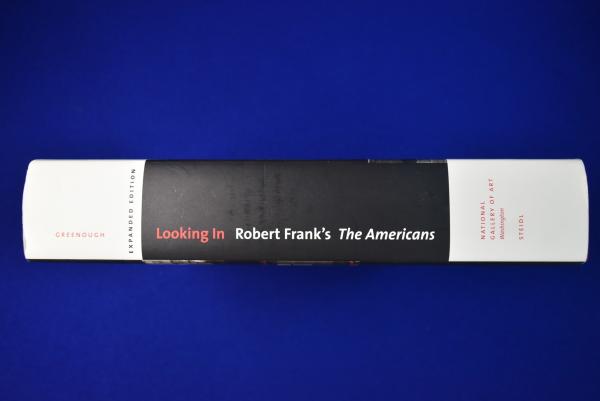 GREENOUGH
EXPANDED EDITION
Looking In Robert Frank's The Americans
NATIONAL
GALLERY OF ART
Washington
STEIDL